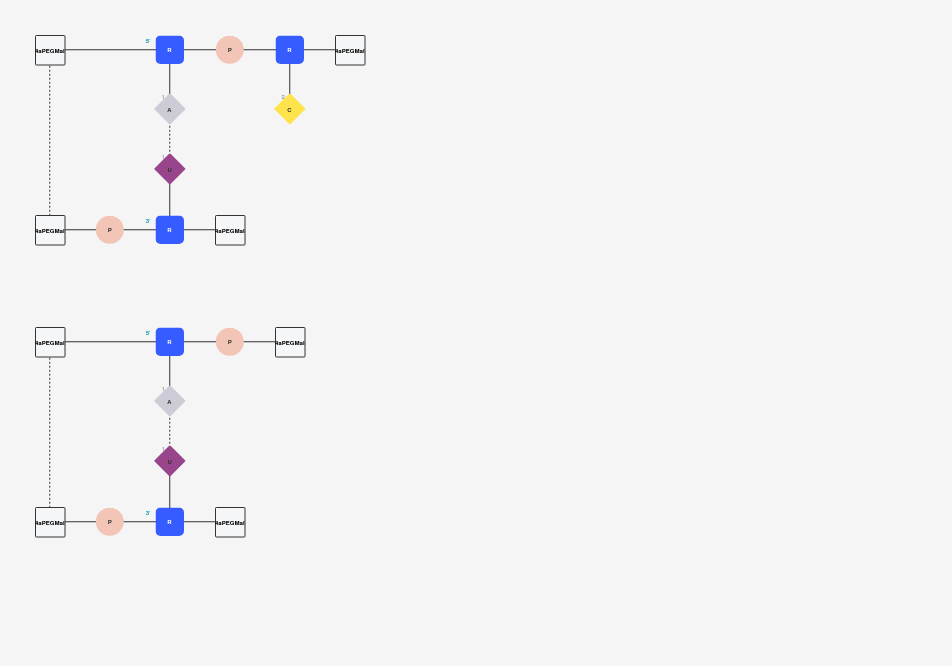 5'
4aPEGMal R P R 4aPEGMal
1 2
A C
1
U
3'
4aPEGMal P R 4aPEGMal
5'
4aPEGMal R P 4aPEGMal
1
A
1
U
3'
4aPEGMal P R 4aPEGMal